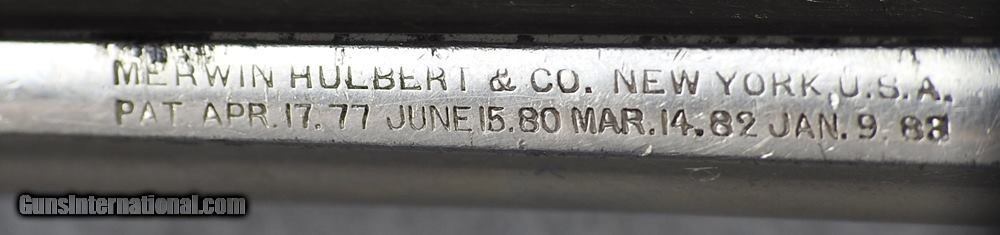 MERWIN HULBERT & CO. NEW YORK, U.S.A.
PAT APR. 17. 77 JUNE 15. 80 MAR. 14. 82 JAN. 9. 83
GunsInternational.com